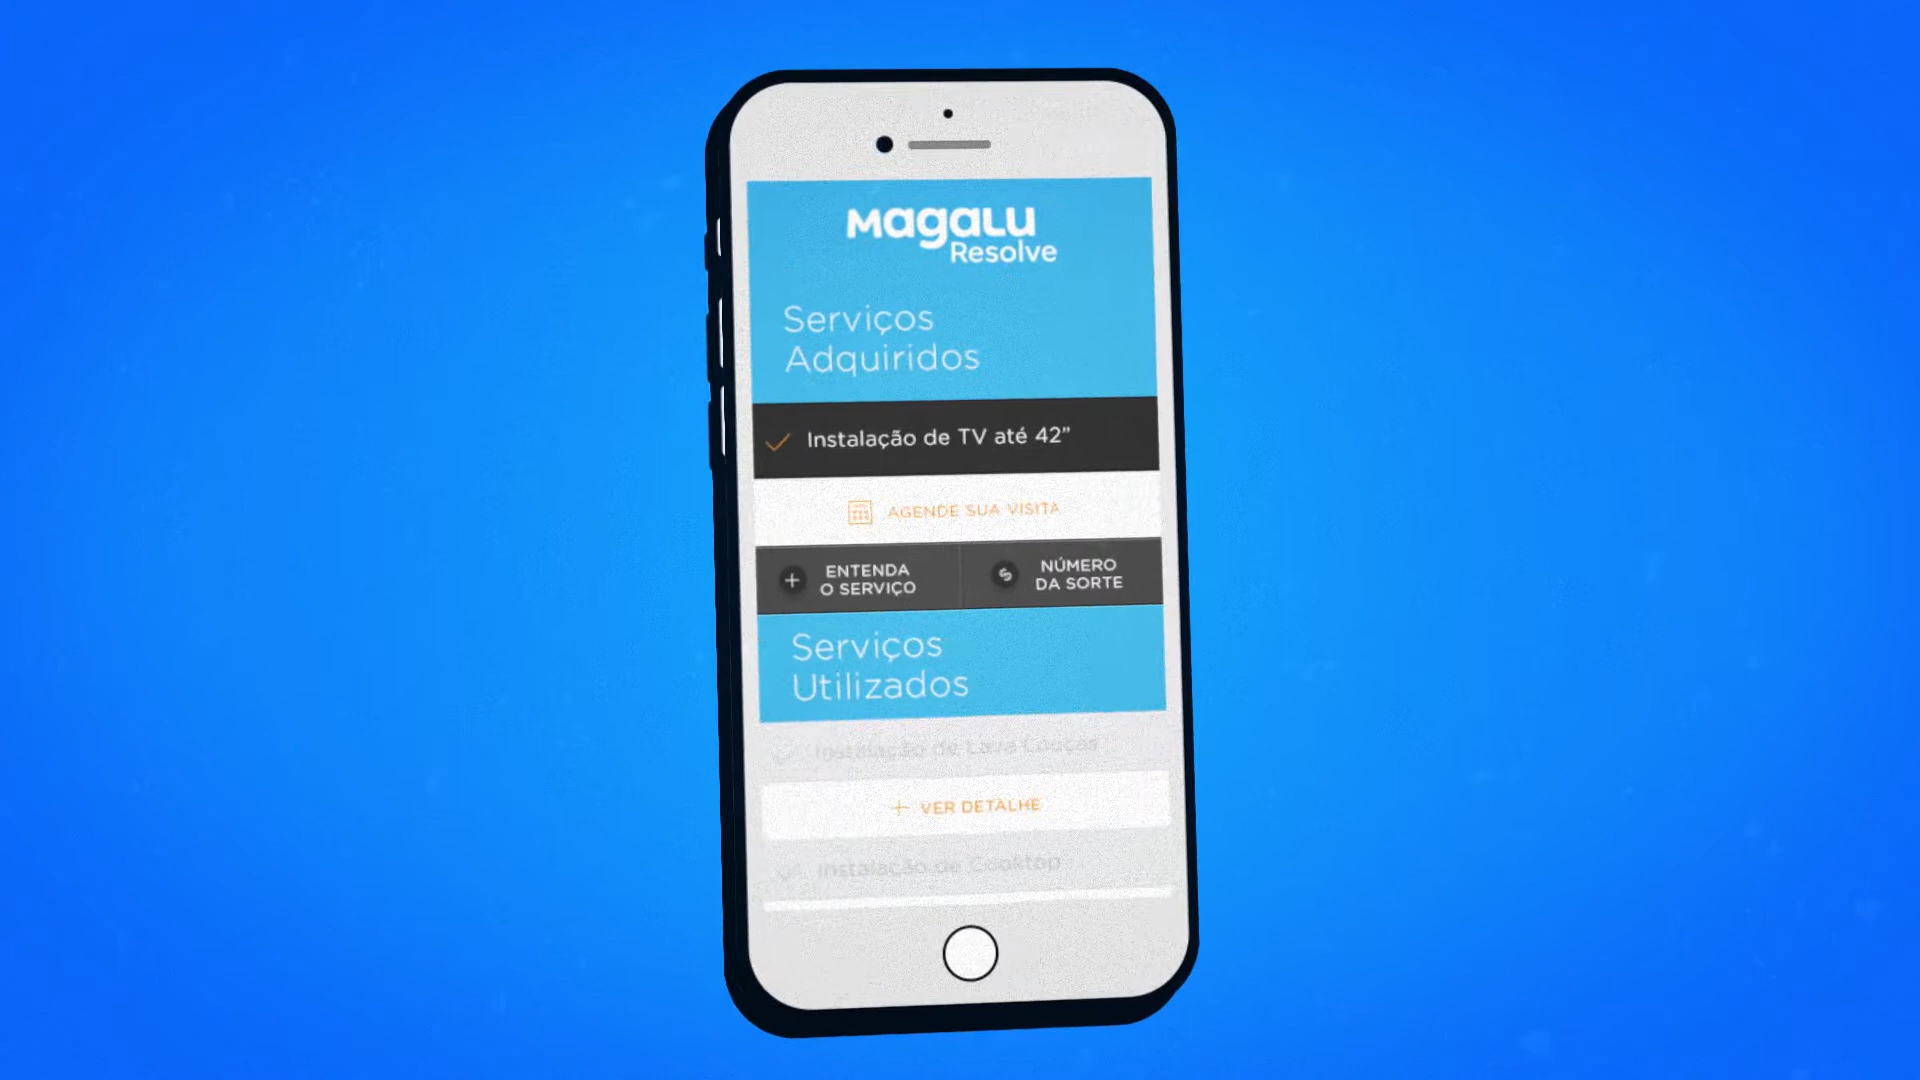 Magalu
Resolve
Serviços
Adquiridos
Instalação de TV até 42”
AGENDE SUA VISITA
ENTENDA
O SERVIÇO
NÚMERO
DA SORTE
Serviços
Utilizados
Instalação de Lava Louças
VER DETALHE
Instalação de Cooktop